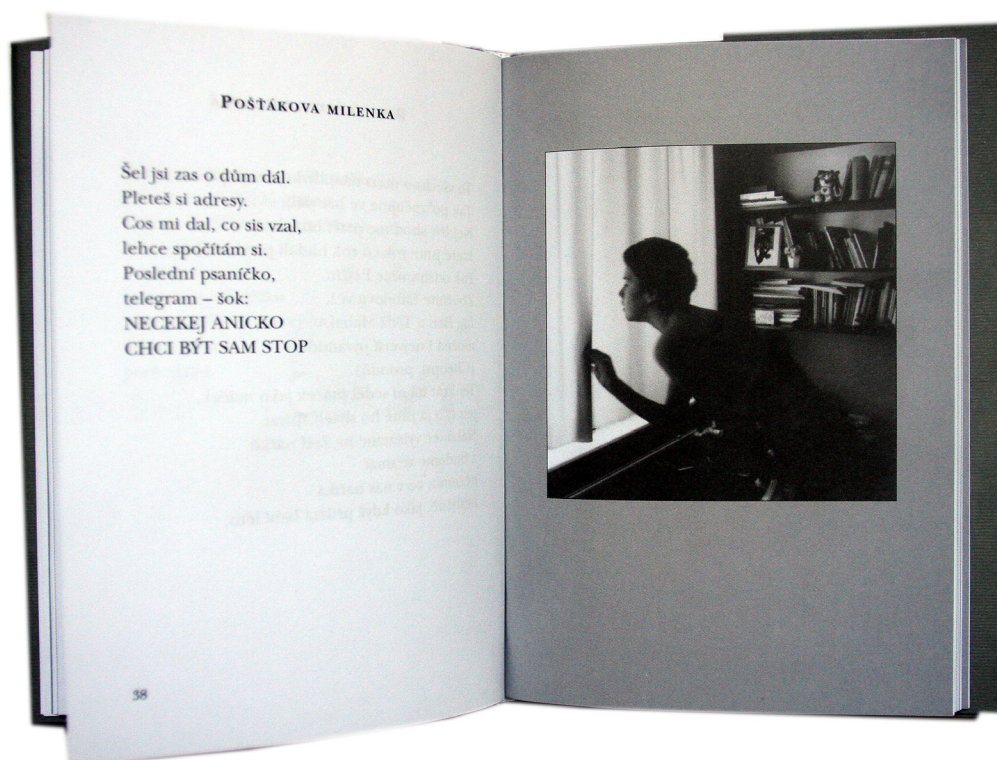 POŠŤÁKOVA MILENKA
Šel jsi zas o dům dál.
Pleteš si adresy.
Cos mi dal, co sis vzal,
lehce spočítám si.
Poslední psaníčko,
telegram – šok:
NECEKEJ ANICKO
CHCI BÝT SAM STOP
38